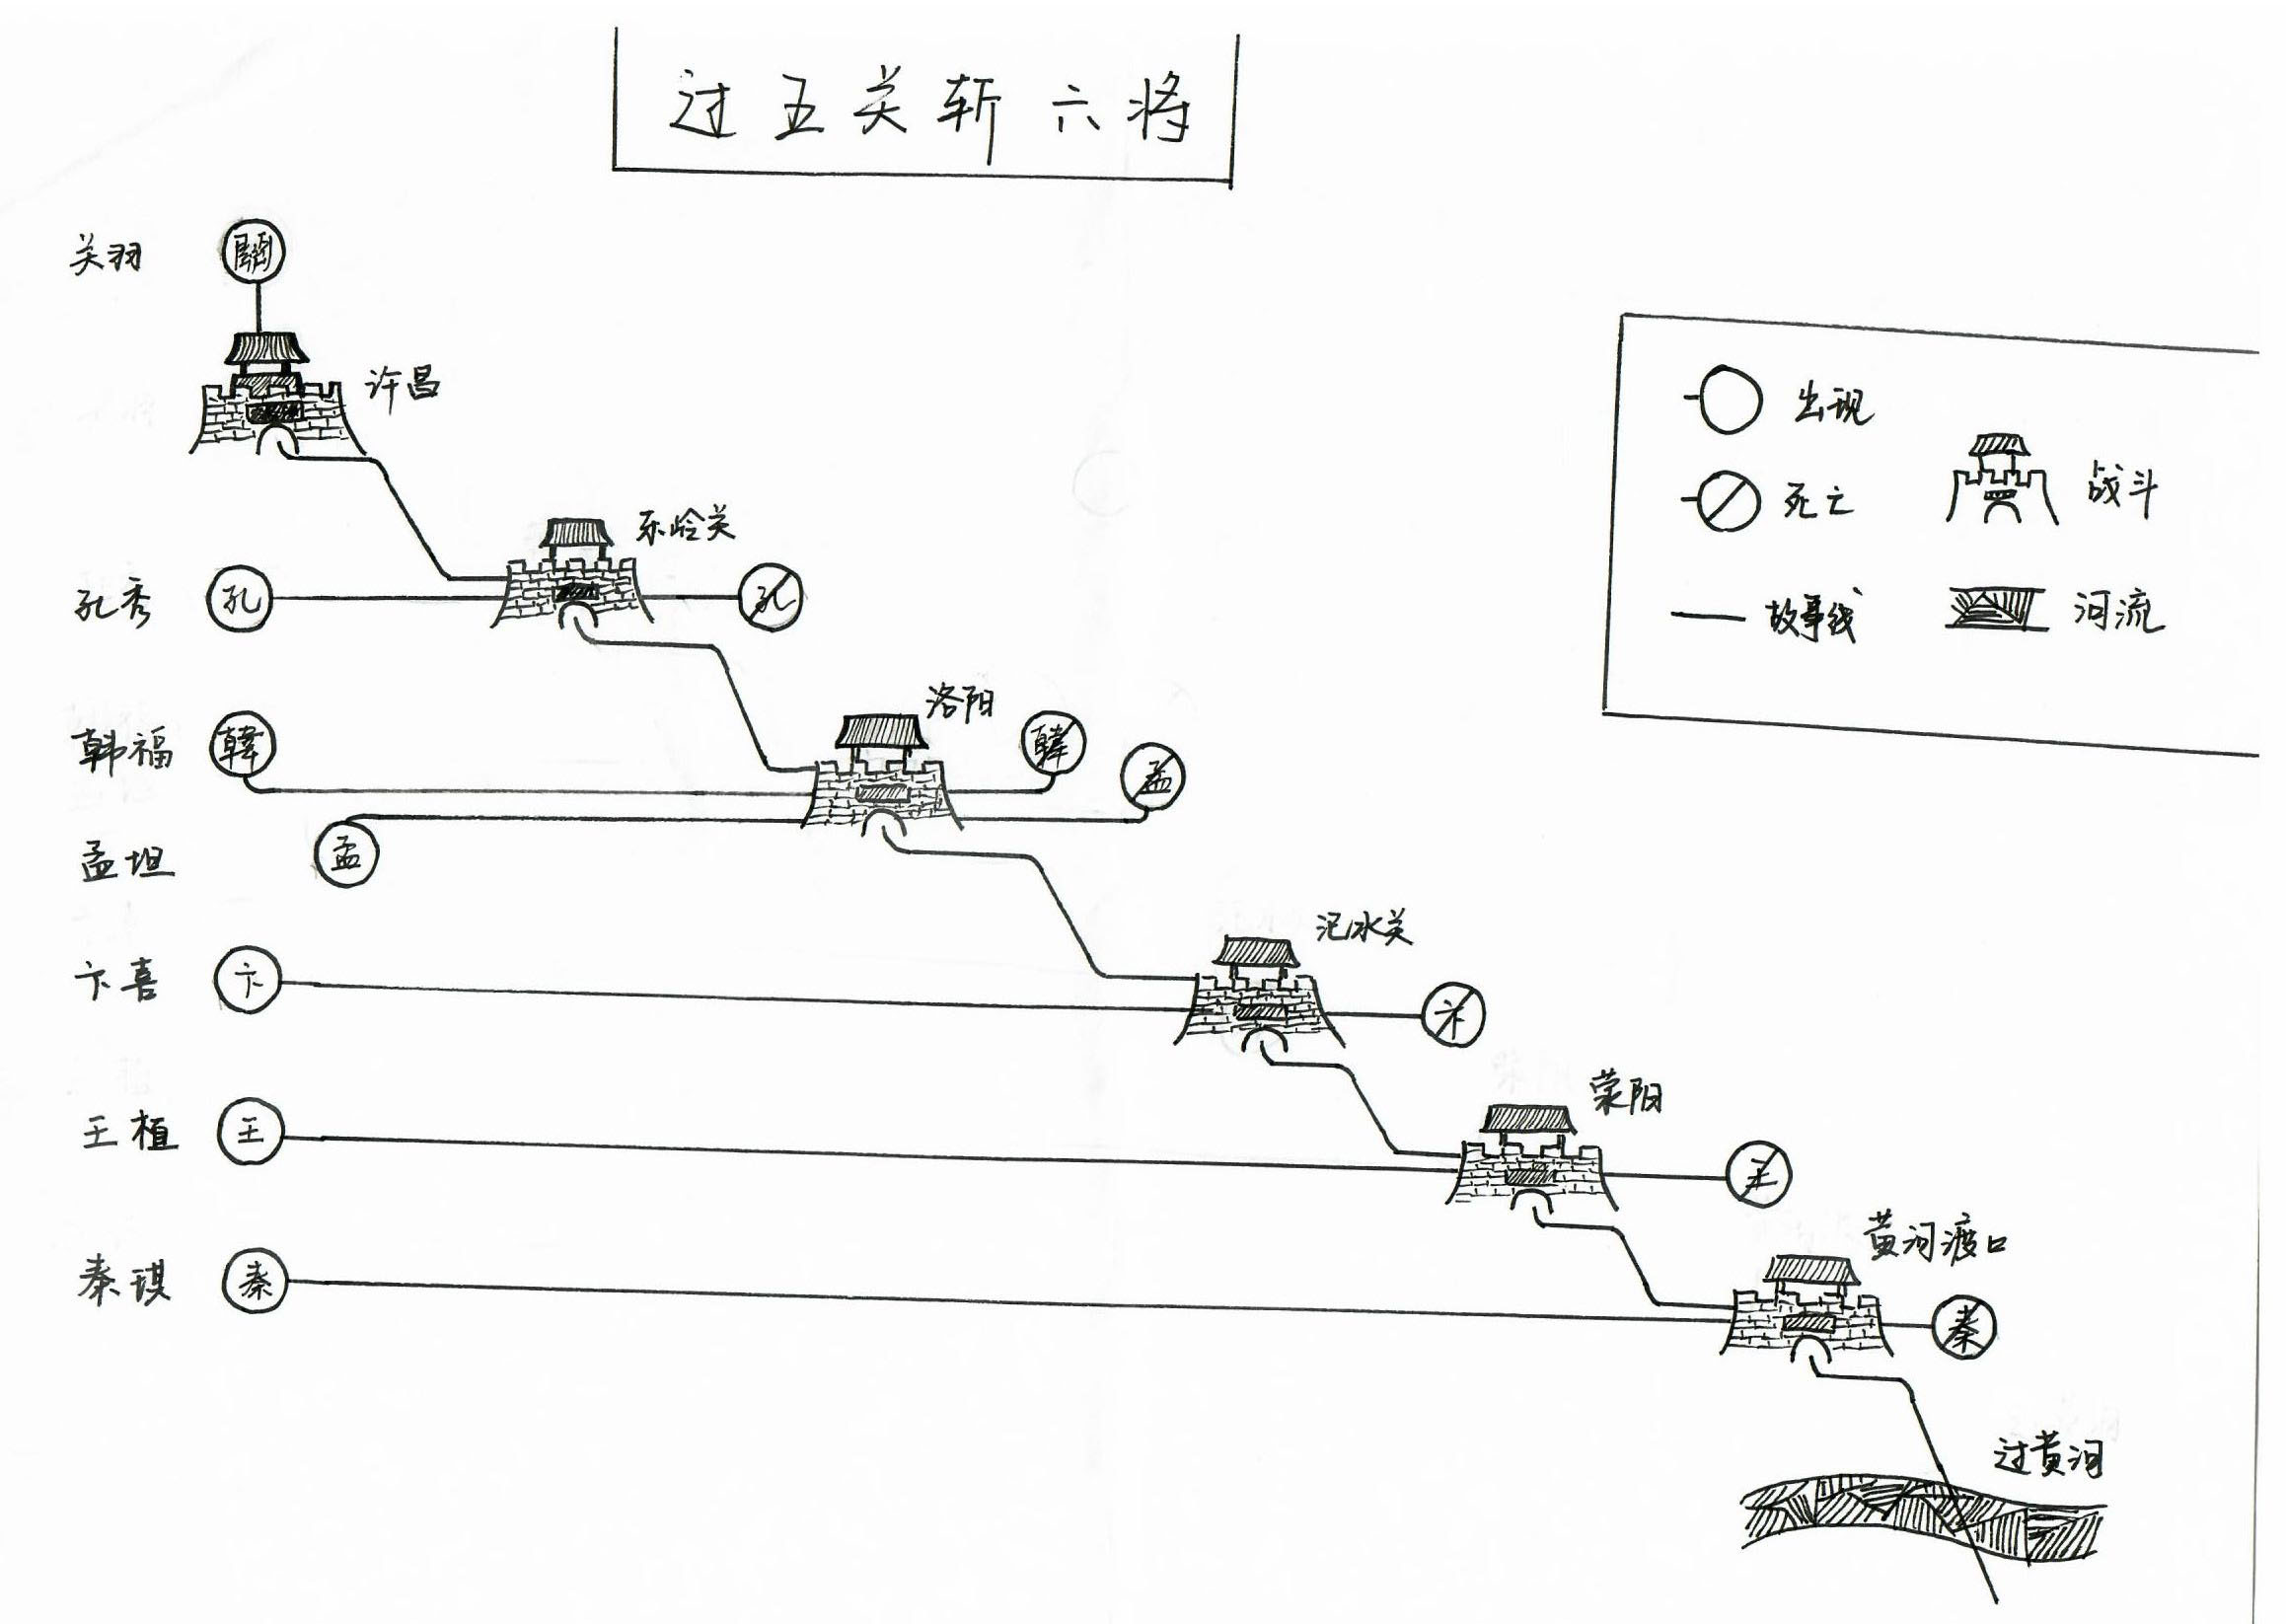 过五关斩六将
关羽
關
许昌
出现
死亡
战斗
故事线
河流
东岭关
孔秀
孔
孔
洛阳
韩福
韓
韓
孟
孟坦
孟
汜水关
卞喜
卞
卞
荥阳
王植
王
王
黄河渡口
秦琪
秦
秦
过黄河